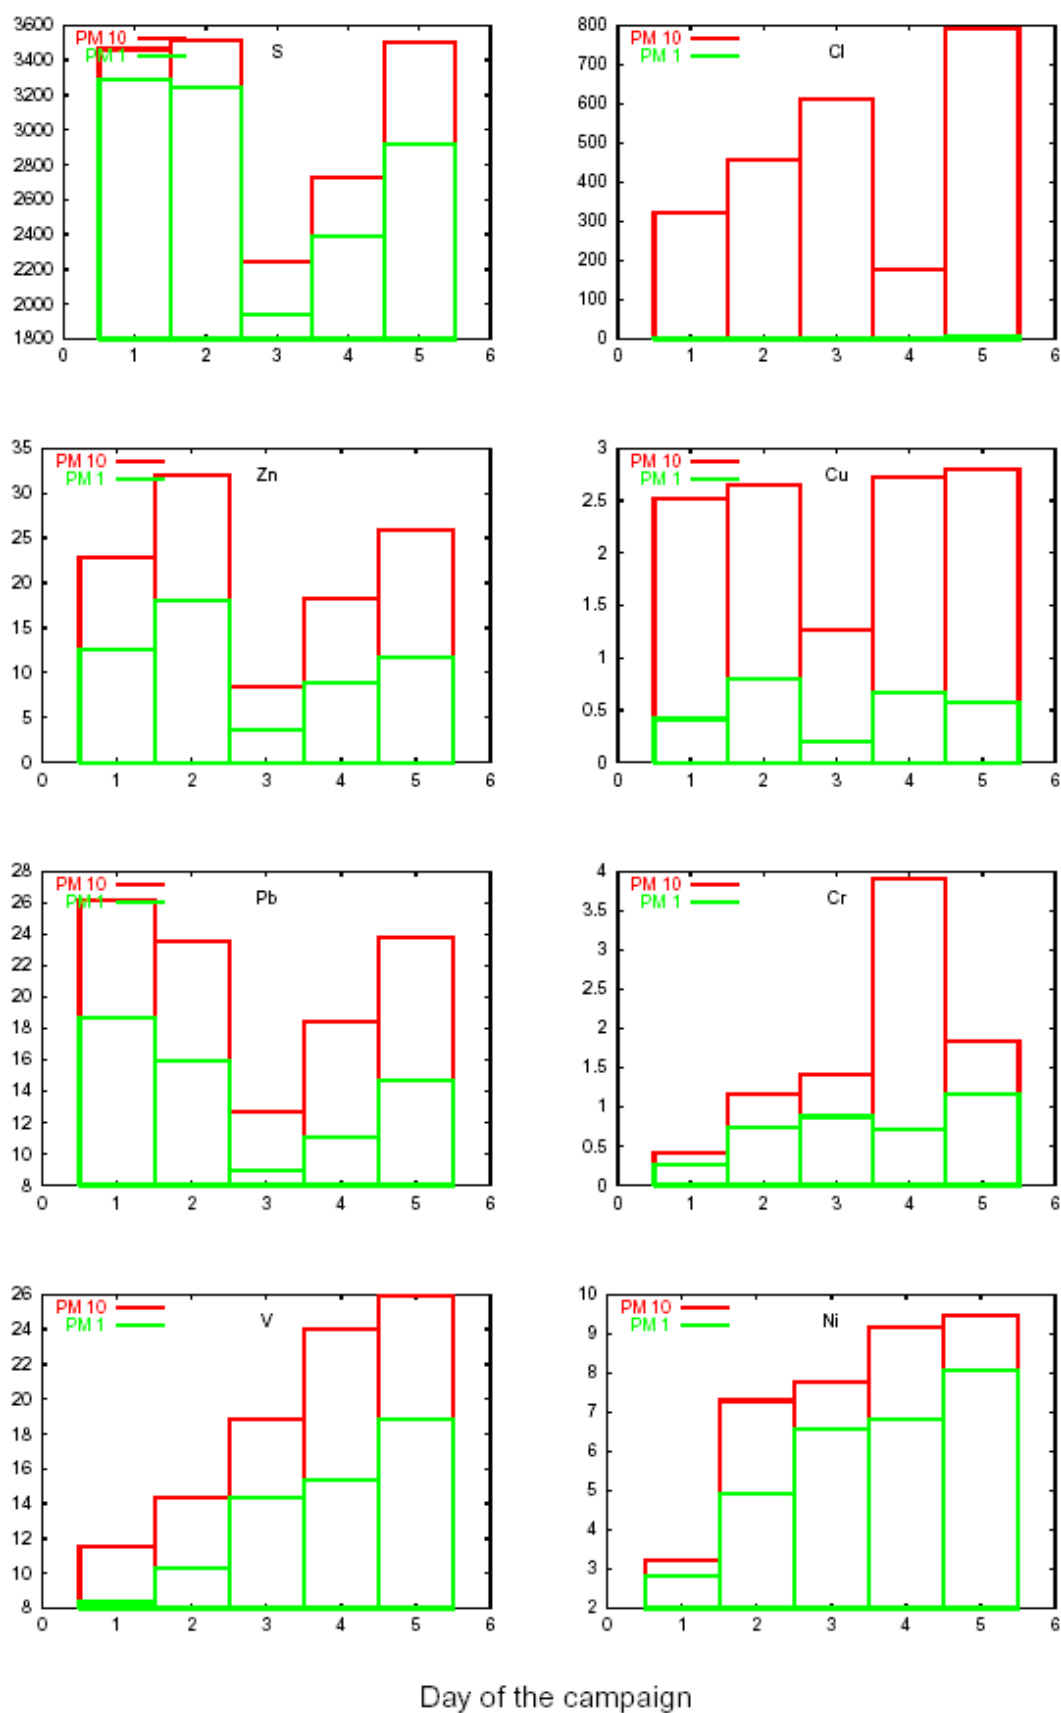 3600
3400
3200
3000
2800
2600
2400
2200
2000
1800
PM 10
PM 1
S
0 1 2 3 4 5 6
800
700
600
500
400
300
200
100
0
PM 10
PM 1
Cl
0 1 2 3 4 5 6
35
30
25
20
15
10
5
0
PM 10
PM 1
Zn
0 1 2 3 4 5 6
3
2.5
2
1.5
1
0.5
0
PM 10
PM 1
Cu
0 1 2 3 4 5 6
28
26
24
22
20
18
16
14
12
10
8
PM 10
PM 1
Pb
0 1 2 3 4 5 6
4
3.5
3
2.5
2
1.5
1
0.5
0
PM 10
PM 1
Cr
0 1 2 3 4 5 6
26
24
22
20
18
16
14
12
10
8
PM 10
PM 1
V
0 1 2 3 4 5 6
10
9
8
7
6
5
4
3
2
PM 10
PM 1
Ni
0 1 2 3 4 5 6
Day of the campaign